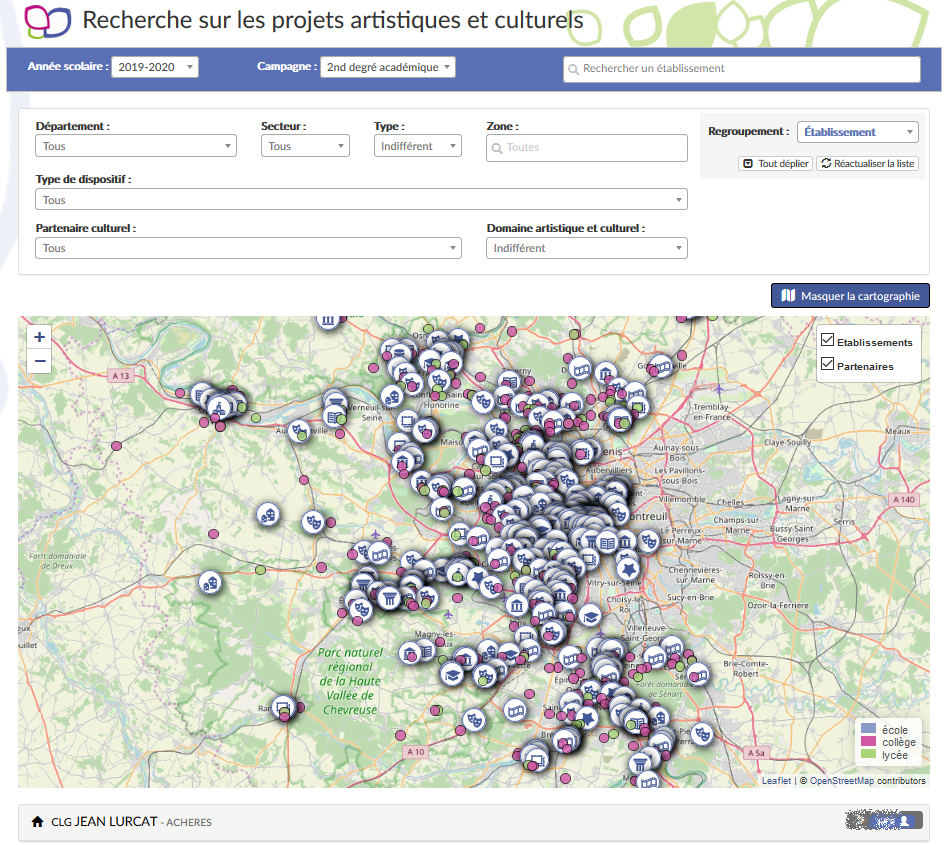 Recherche sur les projets artistiques et culturels
Année scolaire : 2019-2020 Campagne : 2nd degré académique Rechercher un établissement
Département : Secteur : Type : Zone : Regroupement : Établissement
Tous Tous Indifférent Toutes
Tout déplier Réactualiser la liste
Type de dispositif :
Tous
Partenaire culturel : Domaine artistique et culturel :
Tous Indifférent
Masquer la cartographie
+
−
Etablissements
Partenaires
A 13
Seine
Honorine
Tremblay-
en-France
Claye-Souilly
Meaux
Aulnay-sous-
Bois
Aubervilliers
Les Pavillons-
sous-Bois
A 140
Villemomble
Chelles
Lagny-sur-
Marne
Champs-sur-
Marne
Bussy-Saint-
Georges
Serris
Le Perreux-
sur-Marne
Forêt domaniale
de Dreux
Chennevières-
sur-Marne
Roissy-en-
Brie
Vitry-sur-Seine
Sucy-en-Brie
Ozoir-la-Ferrière
Choisy-le-
Roi
Villeneuve-
Saint-Georges
Magny-les-
Parc naturel
régional
de la Haute
Vallée de
Chevreuse
Brie-Comte-
Robert
Forêt domaniale
de Sénart
A 10
A 5a
école
collège
lycée
Leaflet | © OpenStreetMap contributors
CLG JEAN LURCAT - ACHERES